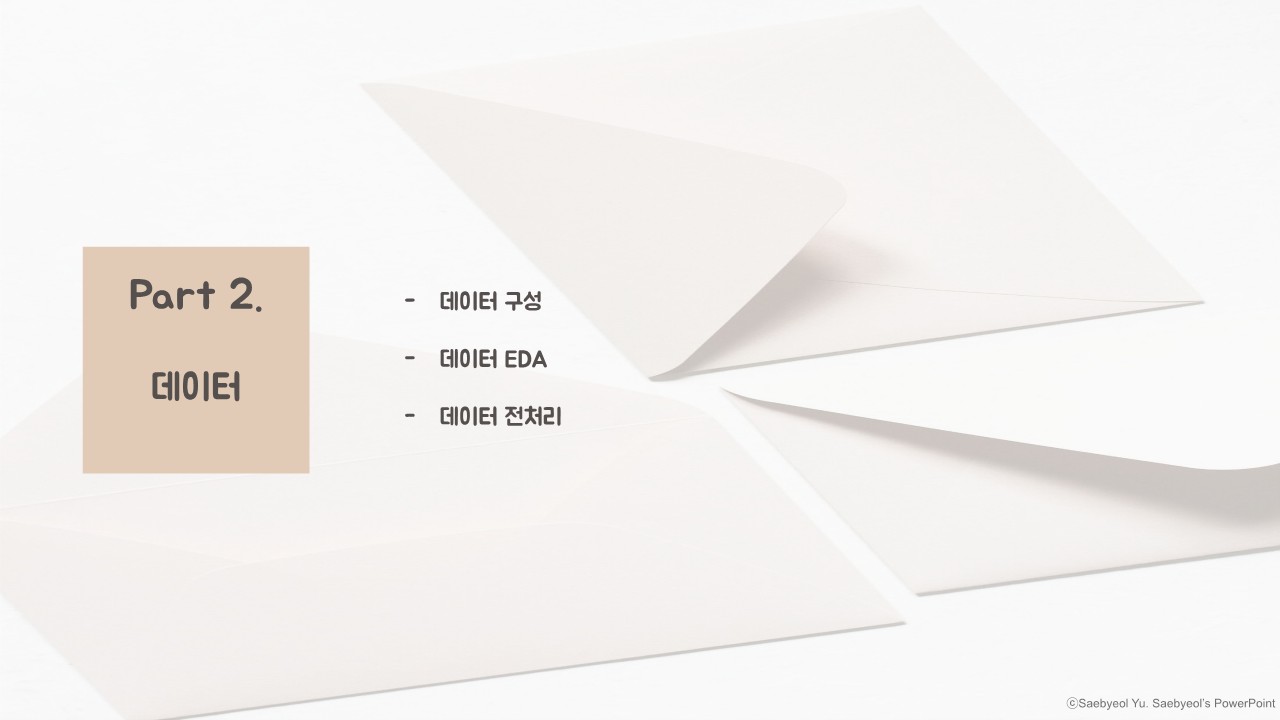 Part 2.
데이터
- 데이터 구성
- 데이터 EDA
- 데이터 전처리
ⓒSaebyeol Yu. Saebyeol's PowerPoint